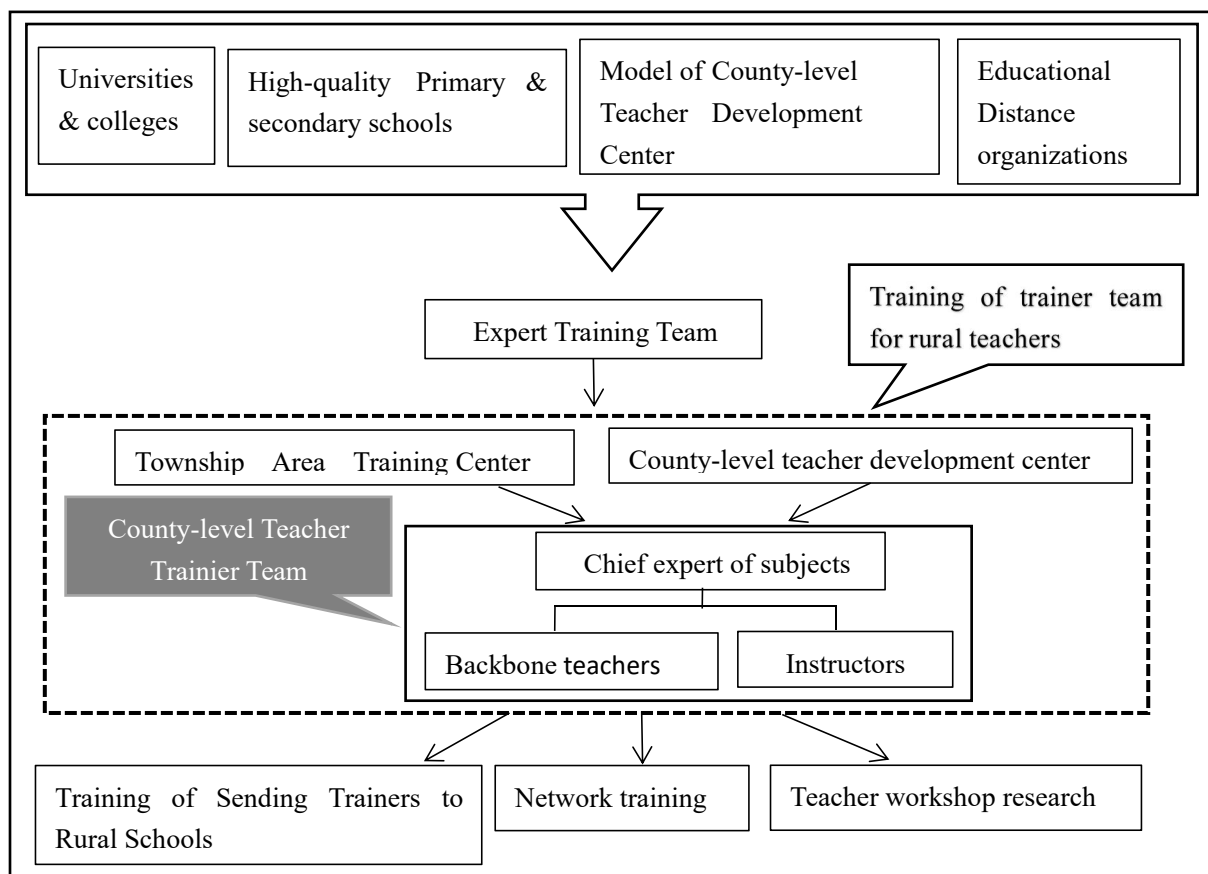 Universities
& colleges
High-quality Primary &
secondary schools
Model of County-level
Teacher Development
Center
Educational
Distance
organizations
Training of trainer team
for rural teachers
Expert Training Team
Township Area Training Center
County-level teacher development center
County-level Teacher
Trainier Team
Chief expert of subjects
Backbone teachers
Instructors
Training of Sending Trainers to
Rural Schools
Network training
Teacher workshop research